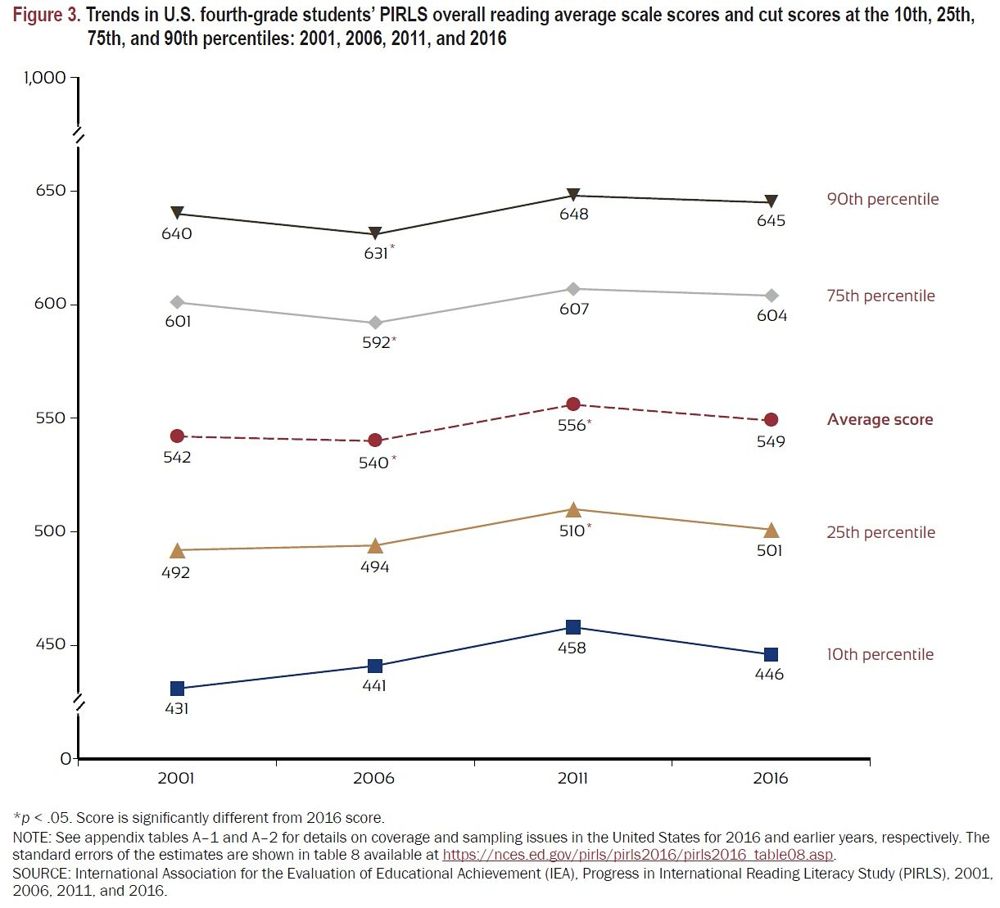 Figure 3. Trends in U.S. fourth-grade students’ PIRLS overall reading average scale scores and cut scores at the 10th, 25th,
75th, and 90th percentiles: 2001, 2006, 2011, and 2016
1,000
650
600
550
500
450
0
640
631*
648
645
90th percentile
601
592*
607
604
75th percentile
542
540*
556*
549
Average score
492
494
510*
501
25th percentile
431
441
458
446
10th percentile
2001
2006
2011
2016
*p < .05. Score is significantly different from 2016 score.
NOTE: See appendix tables A–1 and A–2 for details on coverage and sampling issues in the United States for 2016 and earlier years, respectively. The
standard errors of the estimates are shown in table 8 available at https://nces.ed.gov/pirls/pirls2016/pirls2016_table08.asp.
SOURCE: International Association for the Evaluation of Educational Achievement (IEA), Progress in International Reading Literacy Study (PIRLS), 2001,
2006, 2011, and 2016.